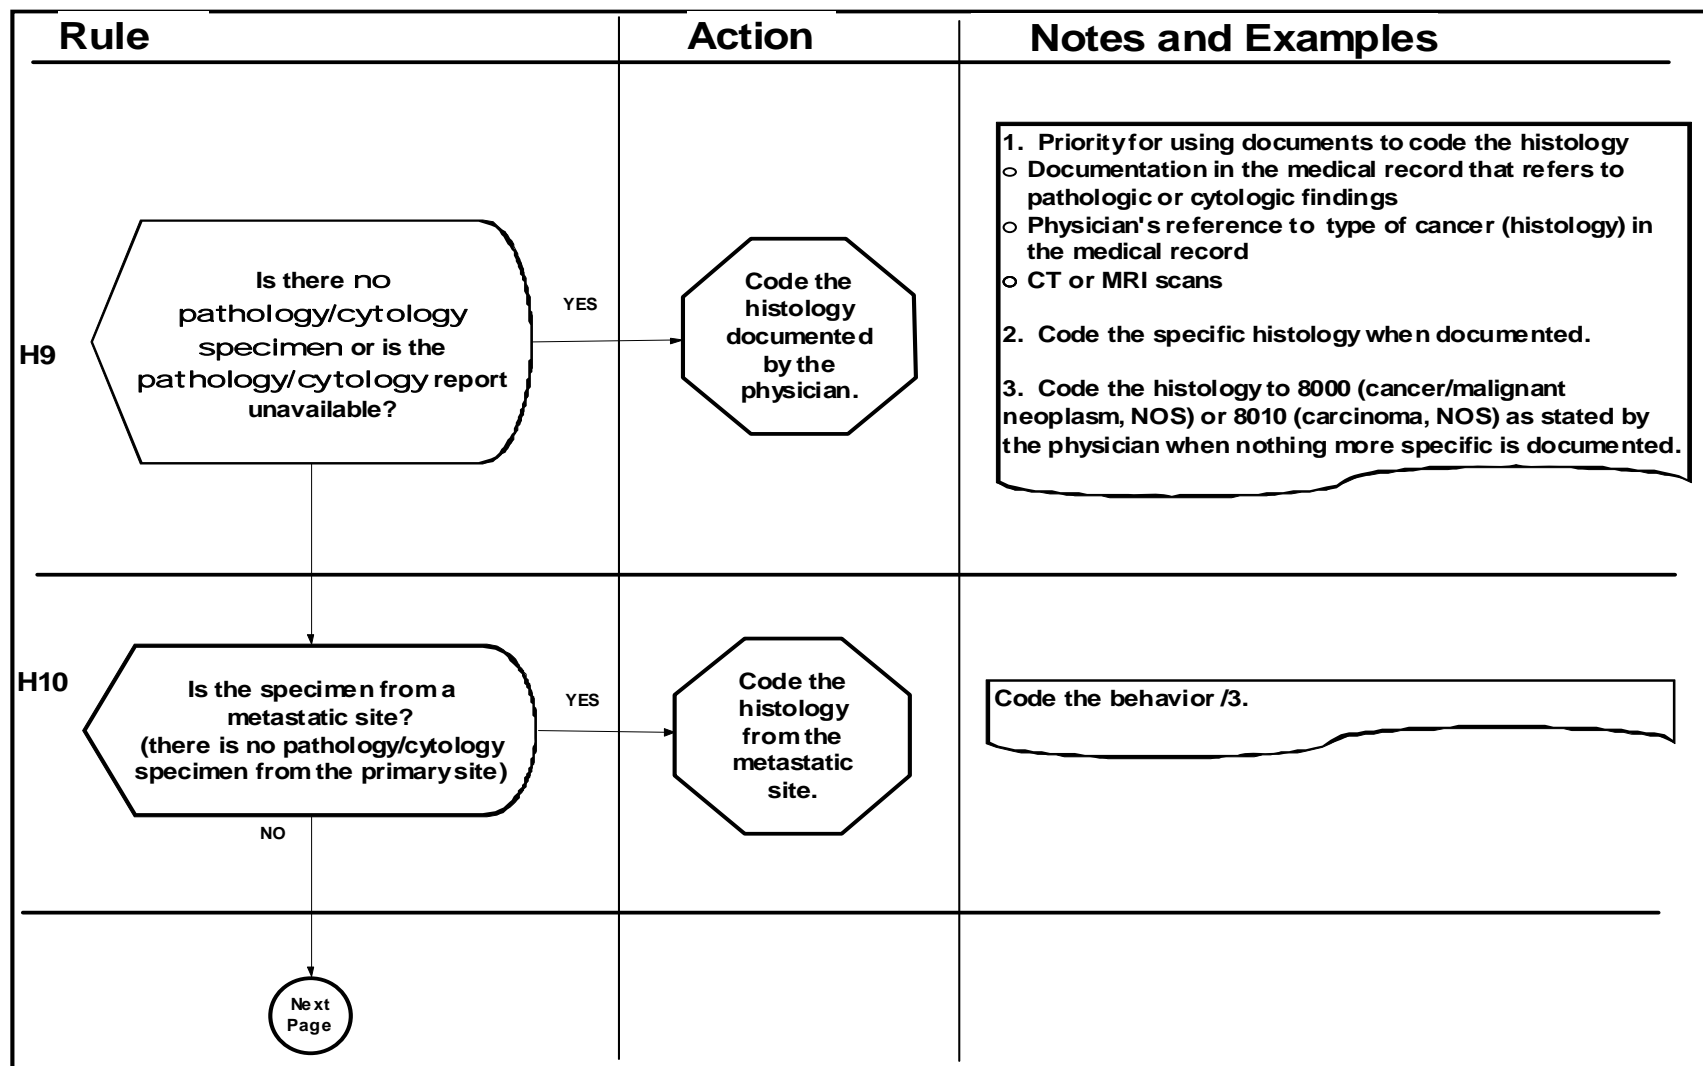 Rule
Action
Notes and Examples
H9
Is there no
pathology/cytology
specimen or is the
pathology/cytology report
unavailable?
YES
Code the
histology
documented
by the
physician.
1. Priority for using documents to code the histology
o Documentation in the medical record that refers to
pathologic or cytologic findings
o Physician's reference to type of cancer (histology) in
the medical record
o CT or MRI scans
2. Code the specific histology when documented.
3. Code the histology to 8000 (cancer/malignant
neoplasm, NOS) or 8010 (carcinoma, NOS) as stated by
the physician when nothing more specific is documented.
H10
Is the specimen from a
metastatic site?
(there is no pathology/cytology
specimen from the primary site)
YES
NO
Code the
histology
from the
metastatic
site.
Code the behavior /3.
Next
Page